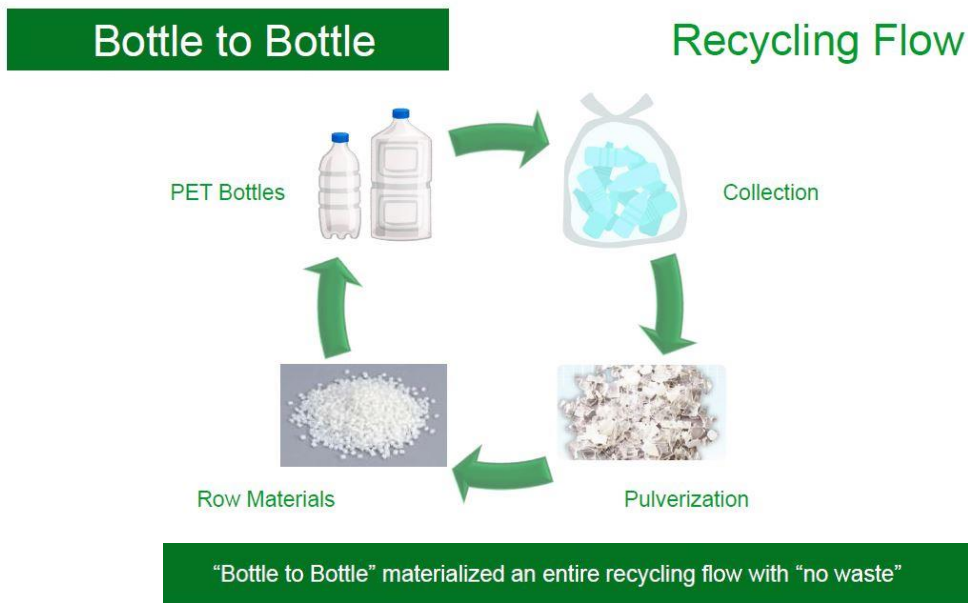 Bottle to Bottle
Recycling Flow
PET Bottles
Collection
Row Materials
Pulverization
“Bottle to Bottle” materialized an entire recycling flow with “no waste”